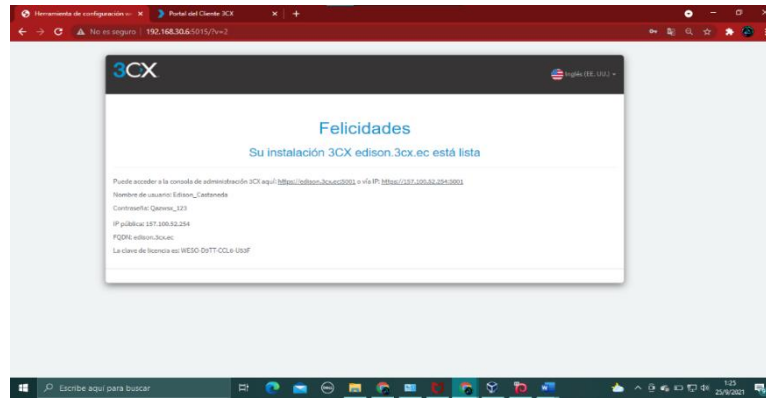 Herramienta de configuración
Portal del Cliente 3CX
No es seguro | 192.168.30.6:5015/?v=2
3CX
Inglés (EE. UU.)
Felicidades
Su instalación 3CX edison.3cx.ec está lista
Puede acceder a la consola de administración 3CX aquí: https://edison.3cx.ec:5001 o vía IP: https://157.100.52.254:5001
Nombre de usuario: Edison_Castaneda
Contraseña: Qazwsx_123
IP pública: 157.100.52.254
FQDN: edison.3cx.ec
La clave de licencia es:
Escribe aquí para buscar
1:25
25/9/2021